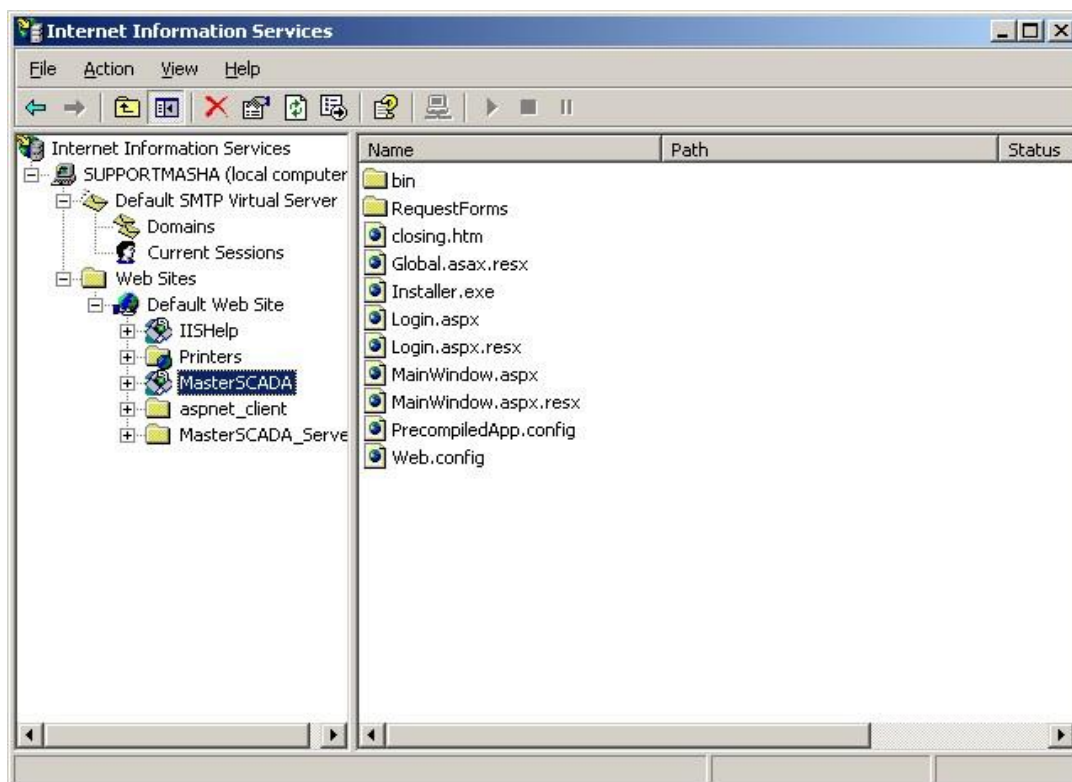 Internet Information Services
File Action View Help
Internet Information Services
SUPPORTMASHA (local computer
Default SMTP Virtual Server
Domains
Current Sessions
Web Sites
Default Web Site
IISHelp
Printers
MasterSCADA
aspnet_client
MasterSCADA_Serve
Name Path Status
bin
RequestForms
closing.htm
Global.asax.resx
Installer.exe
Login.aspx
Login.aspx.resx
MainWindow.aspx
MainWindow.aspx.resx
PrecompiledApp.config
Web.config